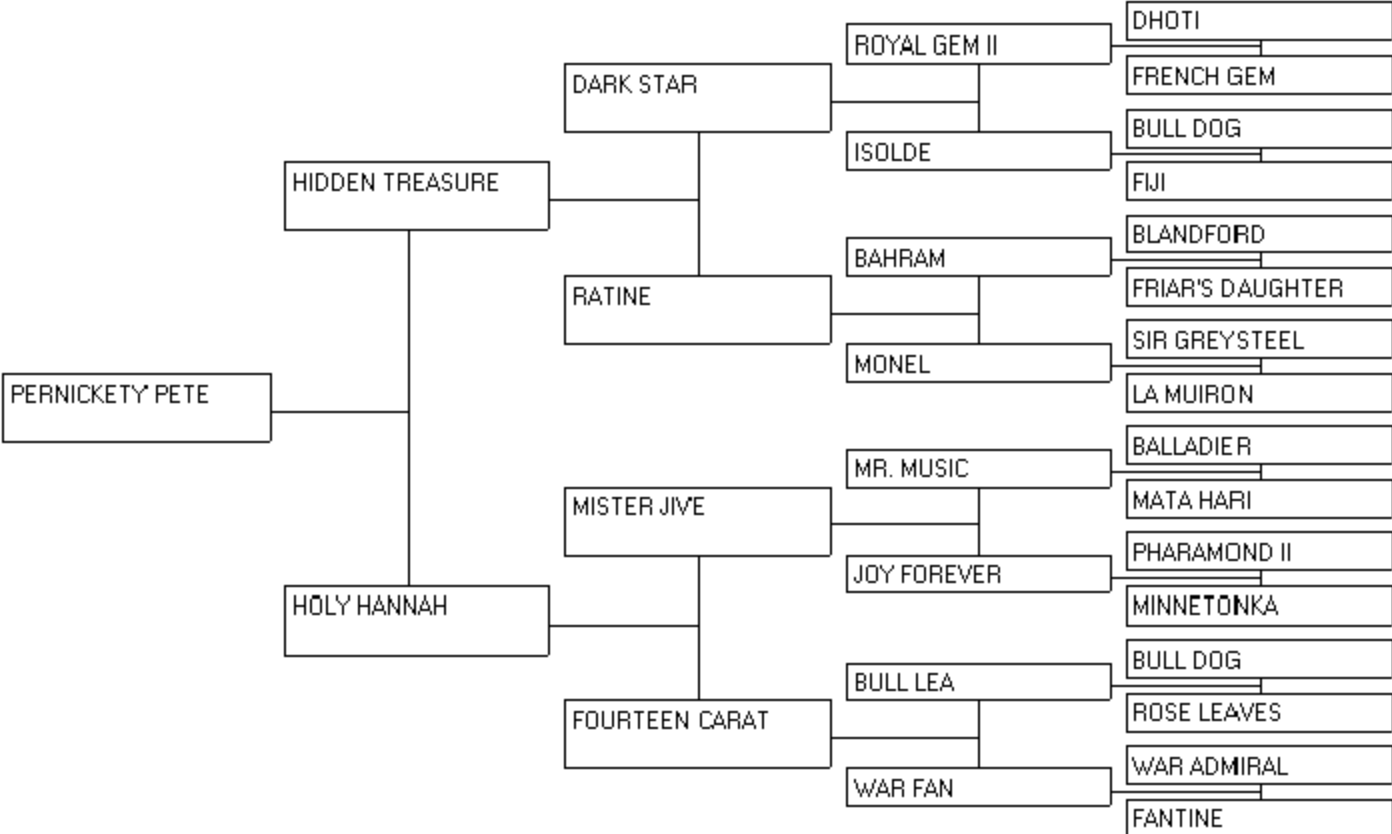 DHOTI
ROYAL GEM II
FRENCH GEM
DARK STAR
BULL DOG
ISOLDE
FIJI
HIDDEN TREASURE
BLANDFORD
BAHRAM
FRIAR'S DAUGHTER
RATINE
SIR GREYSTEEL
MONEL
LA MUIRON
PERNICKETY PETE
BALLADIER
MR. MUSIC
MATA HARI
MISTER JIVE
PHARAMOND II
JOY FOREVER
MINNETONKA
HOLY HANNAH
BULL DOG
BULL LEA
ROSE LEAVES
FOURTEEN CARAT
WAR ADMIRAL
WAR FAN
FANTINE